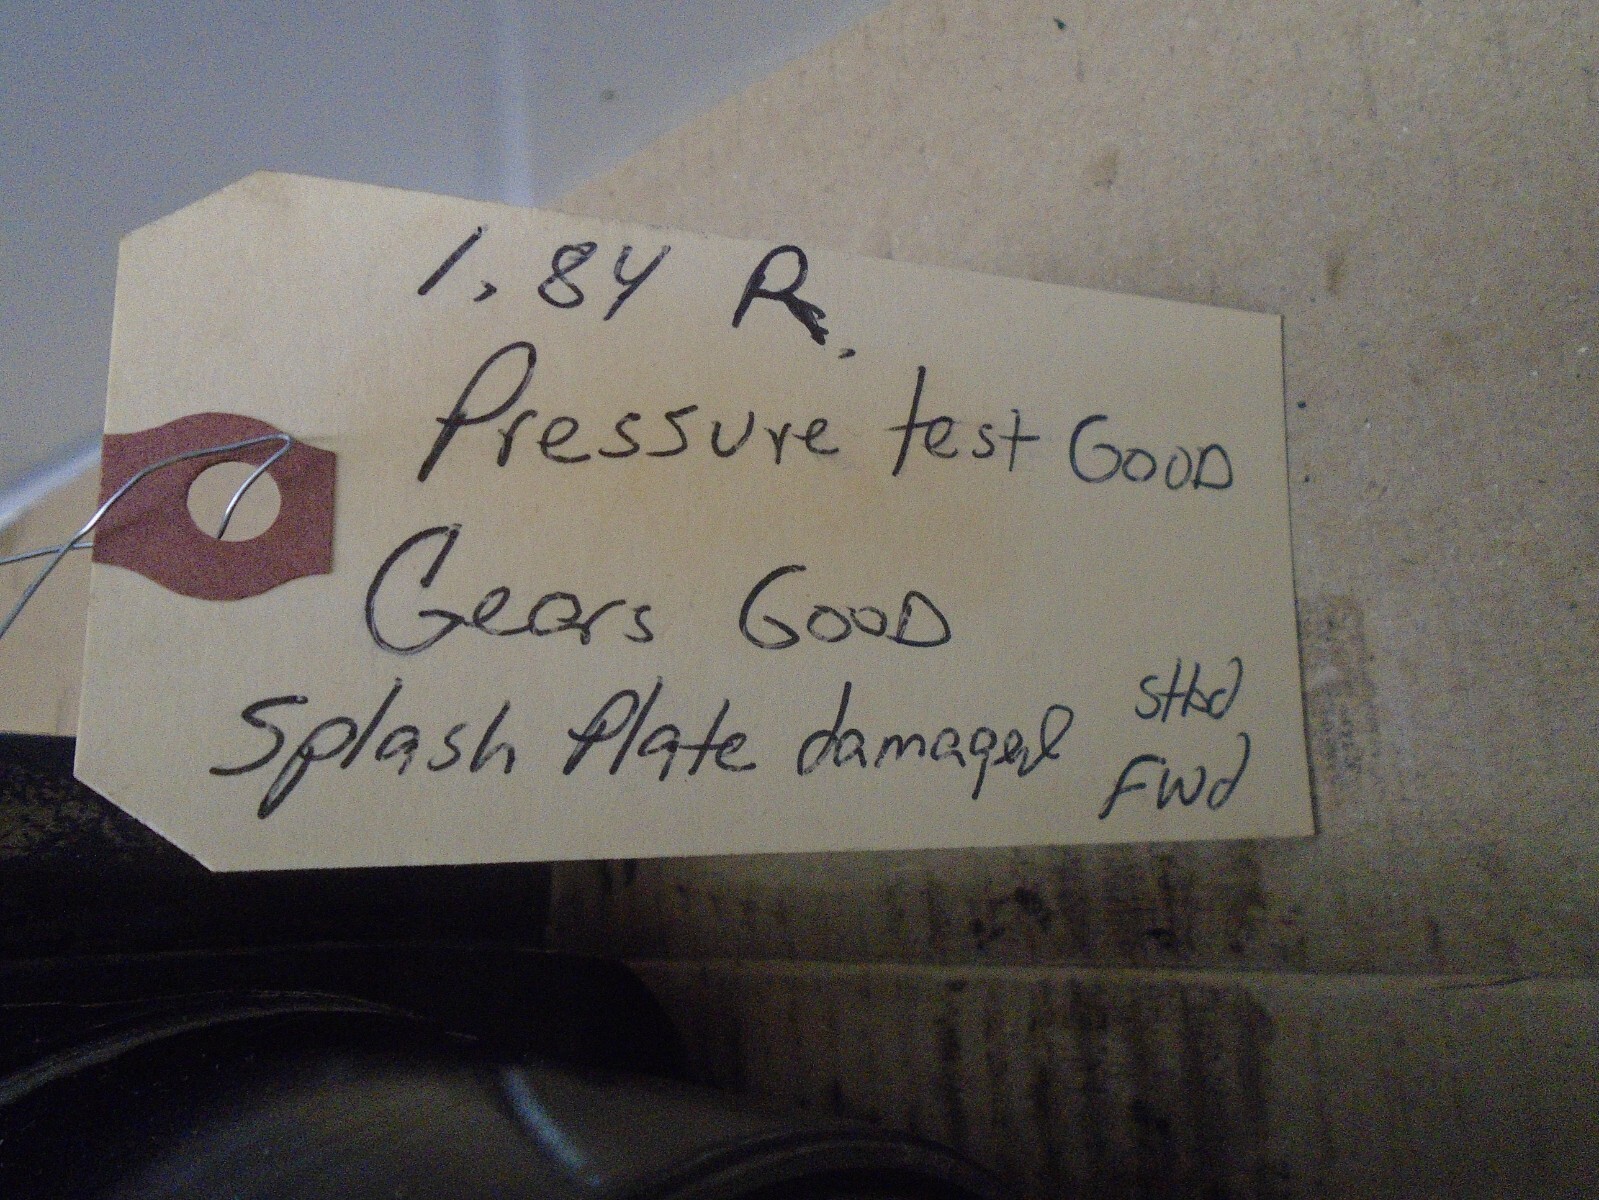 1.84 R.
Pressure test GOOD
Gears GOOD
Splash Plate damaged stbd
FWd